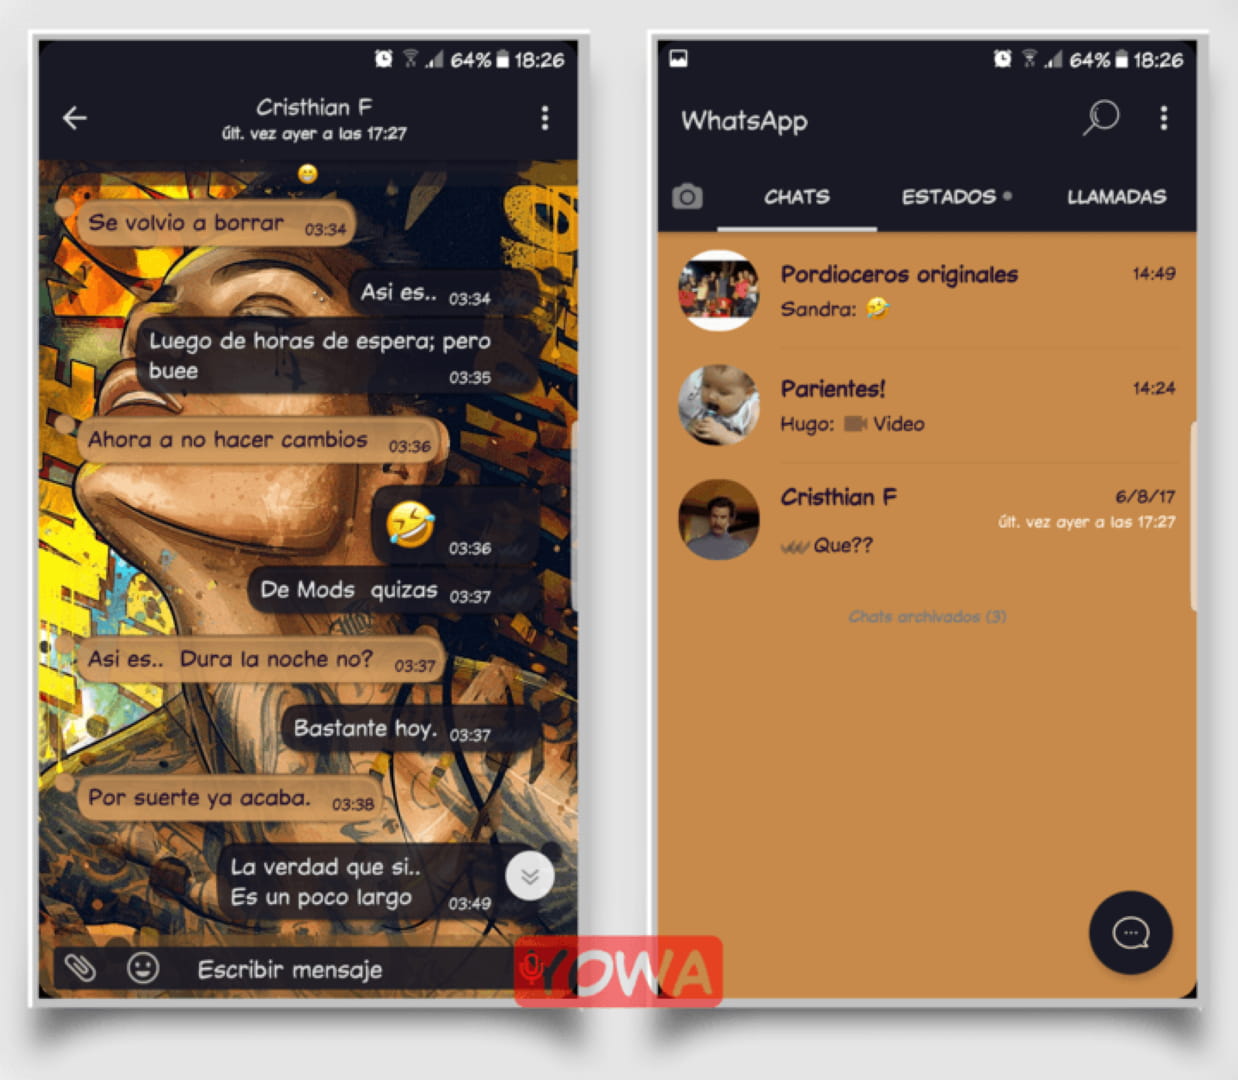 64% 18:26
Cristhian F
últ. vez ayer a las 17:27
Se volvio a borrar 03:34
Asi es.. 03:34
Luego de horas de espera; pero
buee 03:35
Ahora a no hacer cambios 03:36
03:36
De Mods quizas 03:37
Asi es.. Dura la noche no? 03:37
Bastante hoy. 03:37
Por suerte ya acaba. 03:38
La verdad que si..
Es un poco largo 03:49
Escribir mensaje
64% 18:26
WhatsApp
CHATS ESTADOS LLAMADAS
Pordioceros originales 14:49
Sandra:
Parientes! 14:24
Hugo: Video
Cristhian F 6/8/17
últ. vez ayer a las 17:27
Que??
Chats archivados (3)
YOWA